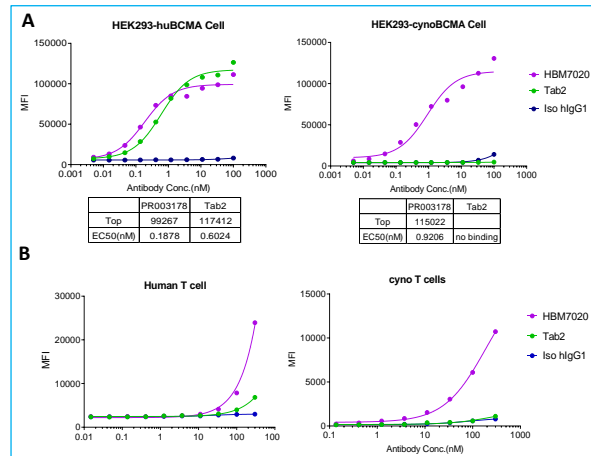 A
HEK293-huBCMA Cell
HEK293-cynoBCMA Cell
150000
100000
50000
0
MFI
0.001 0.01 0.1 1 10 100 1000
Antibody Conc.(nM)
150000
100000
50000
0
MFI
0.001 0.01 0.1 1 10 100 1000
Antibody Conc.(nM)
HBM7020
Tab2
Iso hIgG1
PR003178 Tab2
Top 99267 117412
EC50(nM) 0.1878 0.6024
PR003178 Tab2
Top 115022
EC50(nM) 0.9206 no binding
B
Human T cell
cyno T cells
30000
20000
10000
0
MFI
0.01 0.1 1 10 100 1000
15000
10000
5000
0
MFI
0.1 1 10 100 1000
Antibody Conc.(nM)
HBM7020
Tab2
Iso hIgG1